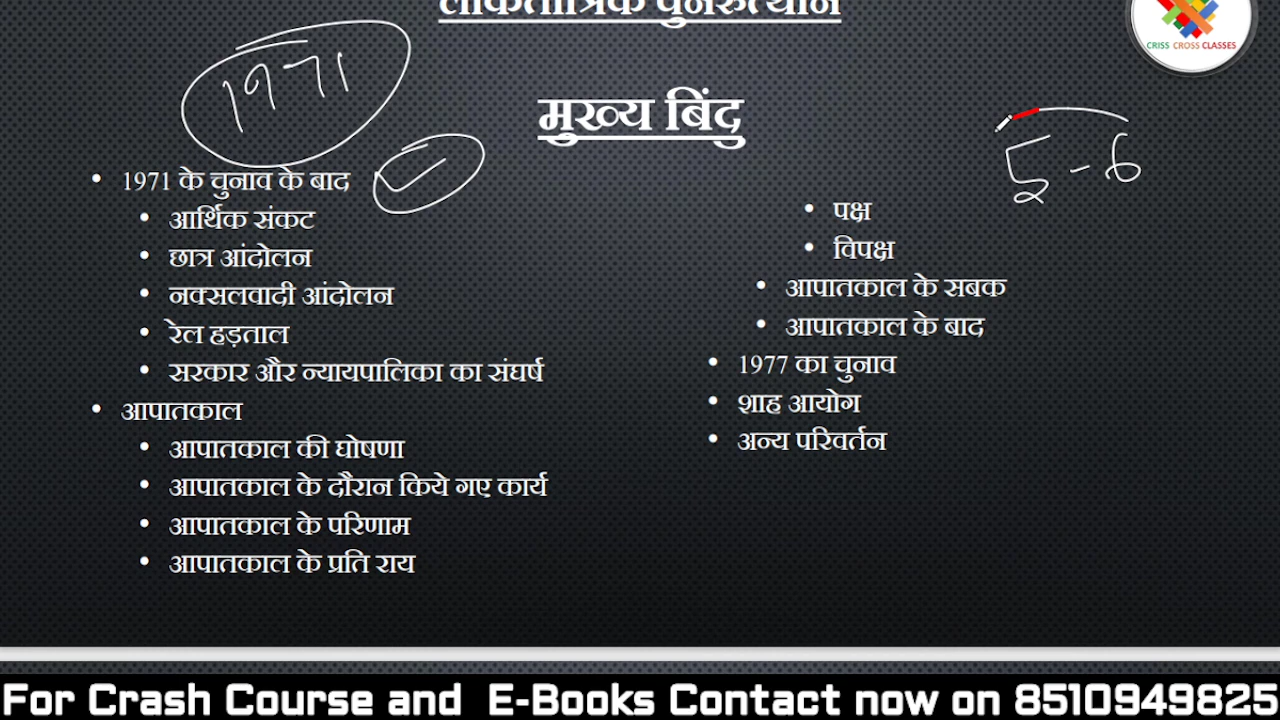 लोकतांत्रिक पुनरुत्थान
CRISS CROSS CLASSES
1971
मुख्य बिंदु
5-6
• 1971 के चुनाव के बाद
• आर्थिक संकट
• छात्र आंदोलन
• नक्सलवादी आंदोलन
• रेल हड़ताल
• सरकार और न्यायपालिका का संघर्ष
• आपातकाल
• आपातकाल की घोषणा
• आपातकाल के दौरान किये गए कार्य
• आपातकाल के परिणाम
• आपातकाल के प्रति राय
• पक्ष
• विपक्ष
• आपातकाल के सबक
• आपातकाल के बाद
• 1977 का चुनाव
• शाह आयोग
• अन्य परिवर्तन
For Crash Course and E-Books Contact now on 8510949825